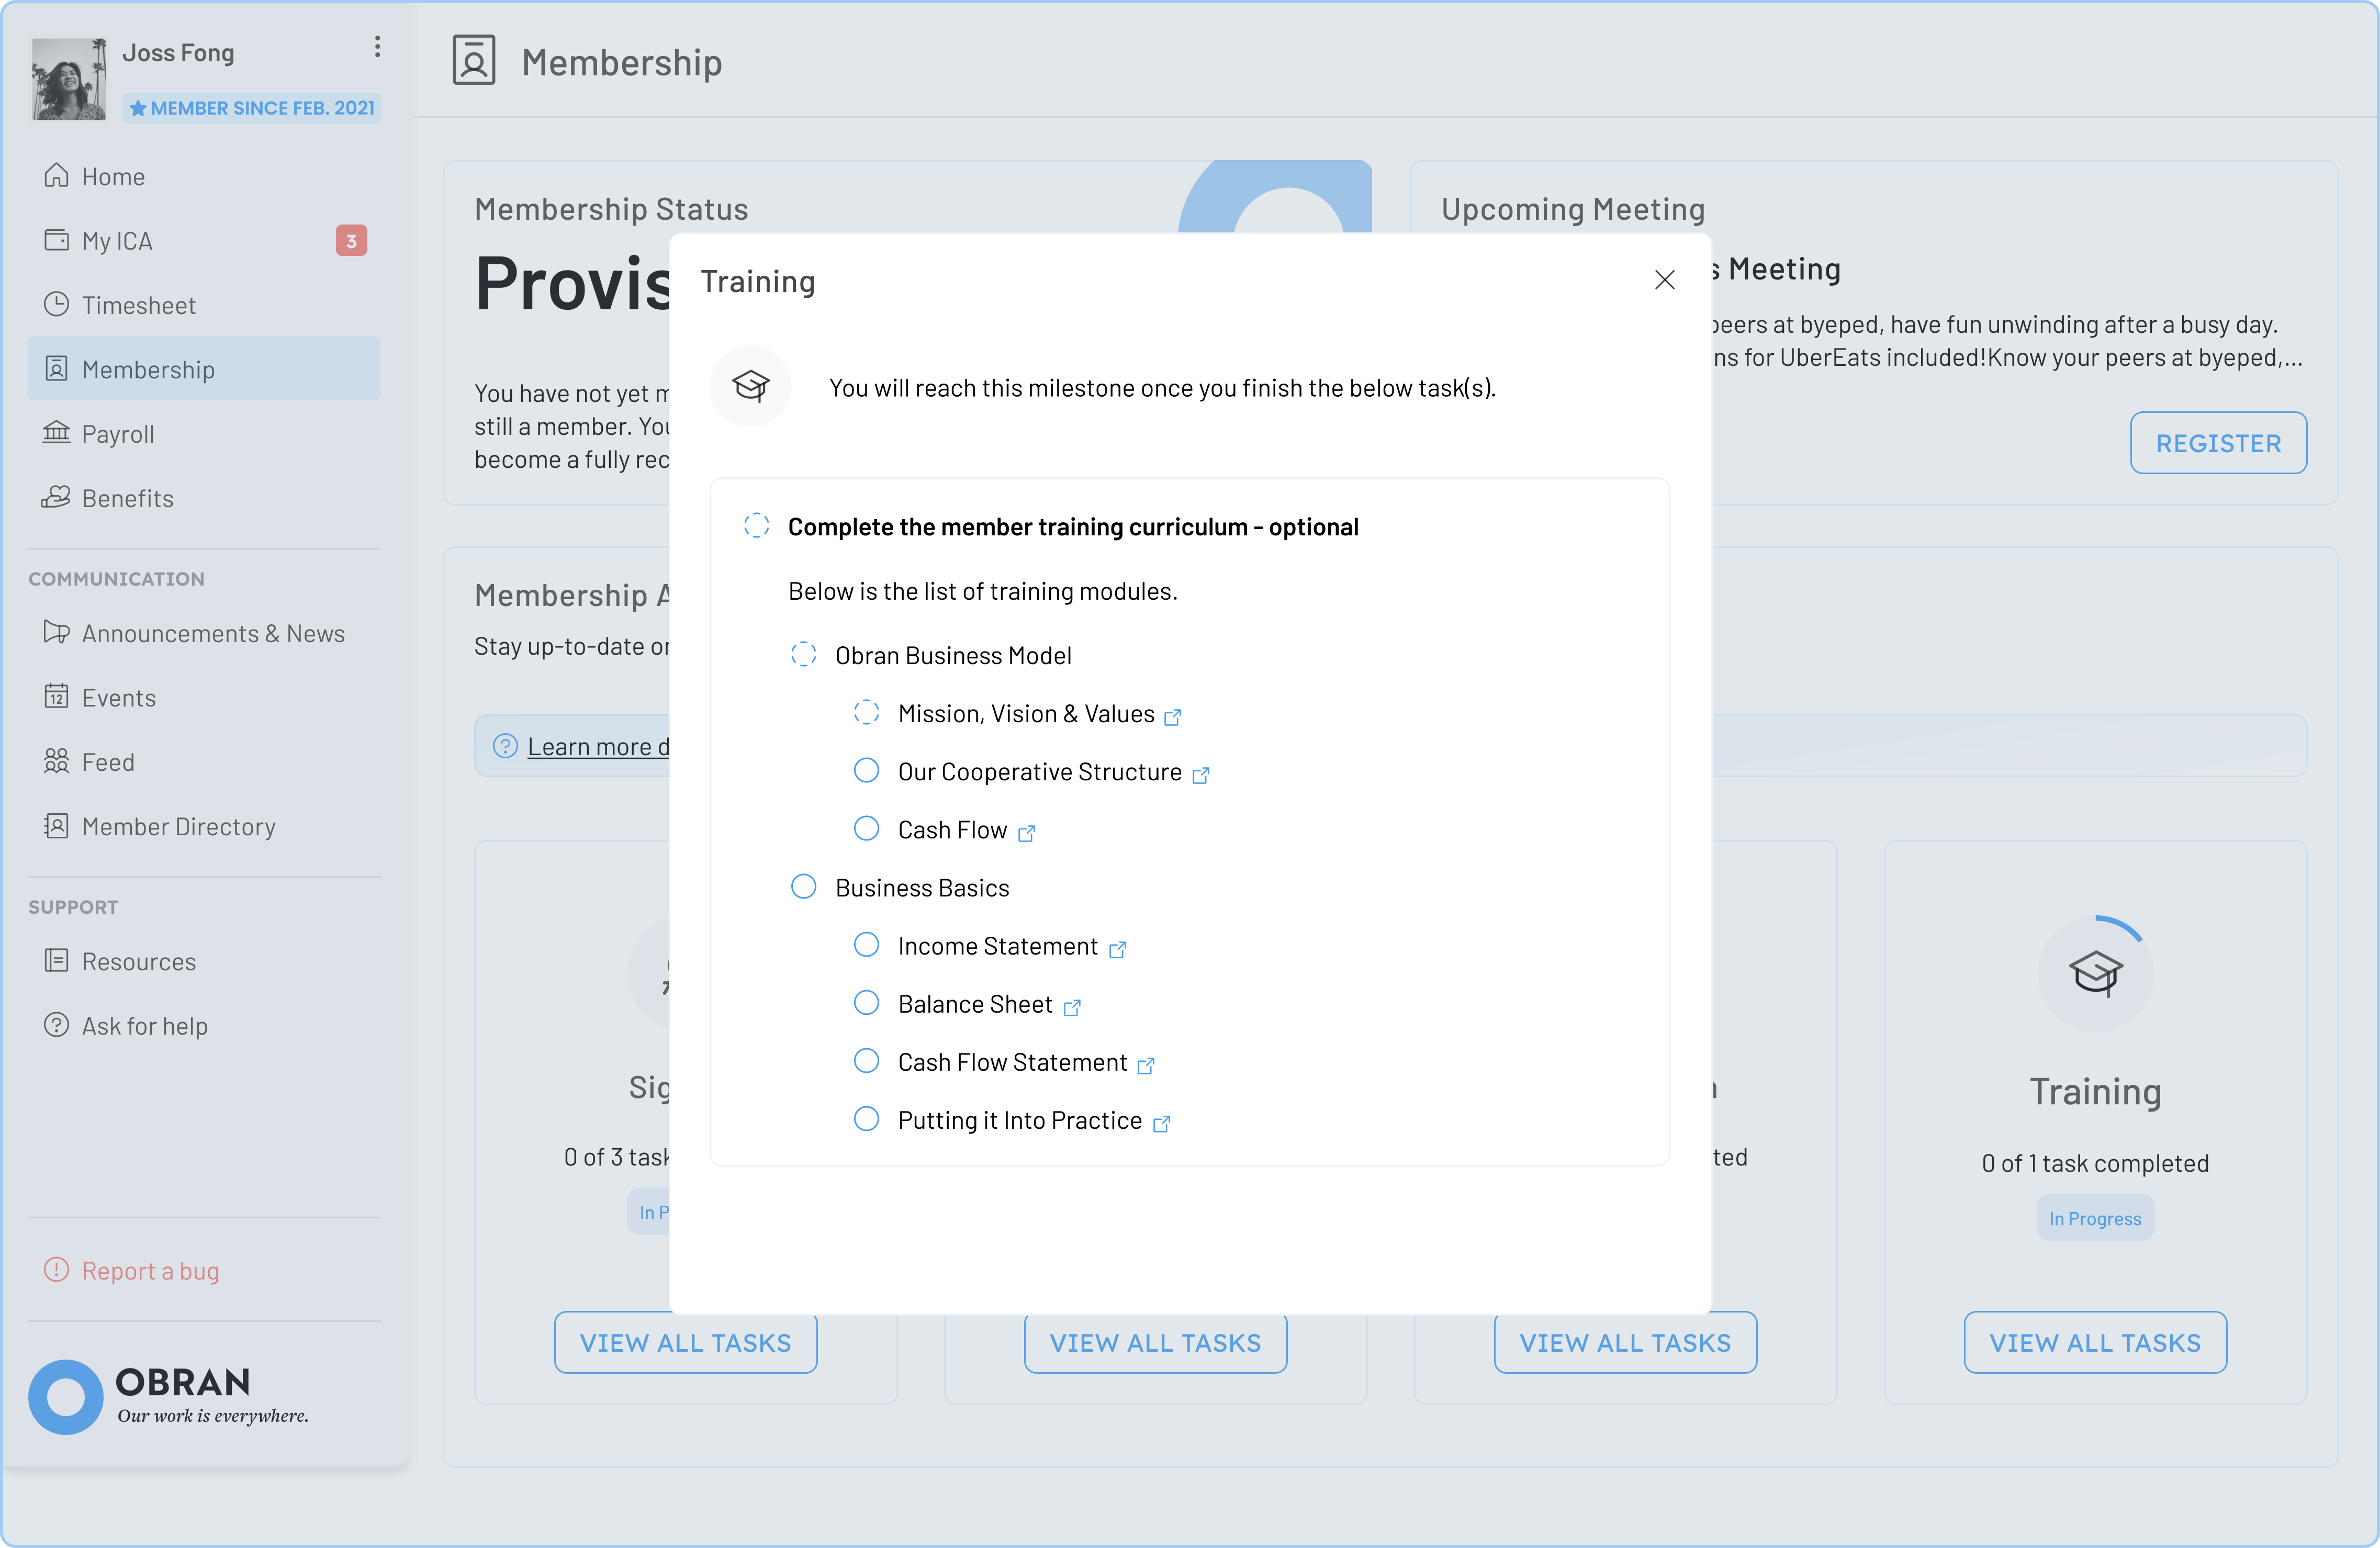 Joss Fong
MEMBER SINCE FEB. 2021
Home
My ICA
3
Timesheet
Membership
Payroll
Benefits
COMMUNICATION
Announcements & News
12
Events
Feed
Member Directory
SUPPORT
Resources
Ask for help
Report a bug
OBRAN
Our work is everywhere.
Membership
Membership Status
Provis
You have not yet m
still a member. You
become a fully rec
Upcoming Meeting
s Meeting
peers at byeped, have fun unwinding after a busy day.
ns for UberEats included!Know your peers at byeped,...
REGISTER
Membership A
Stay up-to-date or
Learn more d
Training
You will reach this milestone once you finish the below task(s).
Complete the member training curriculum - optional
Below is the list of training modules.
Obran Business Model
Mission, Vision & Values
Our Cooperative Structure
Cash Flow
Business Basics
Income Statement
Balance Sheet
Cash Flow Statement
Putting it Into Practice
Sig
0 of 3 task
In P
VIEW ALL TASKS
VIEW ALL TASKS
ted
VIEW ALL TASKS
Training
0 of 1 task completed
In Progress
VIEW ALL TASKS